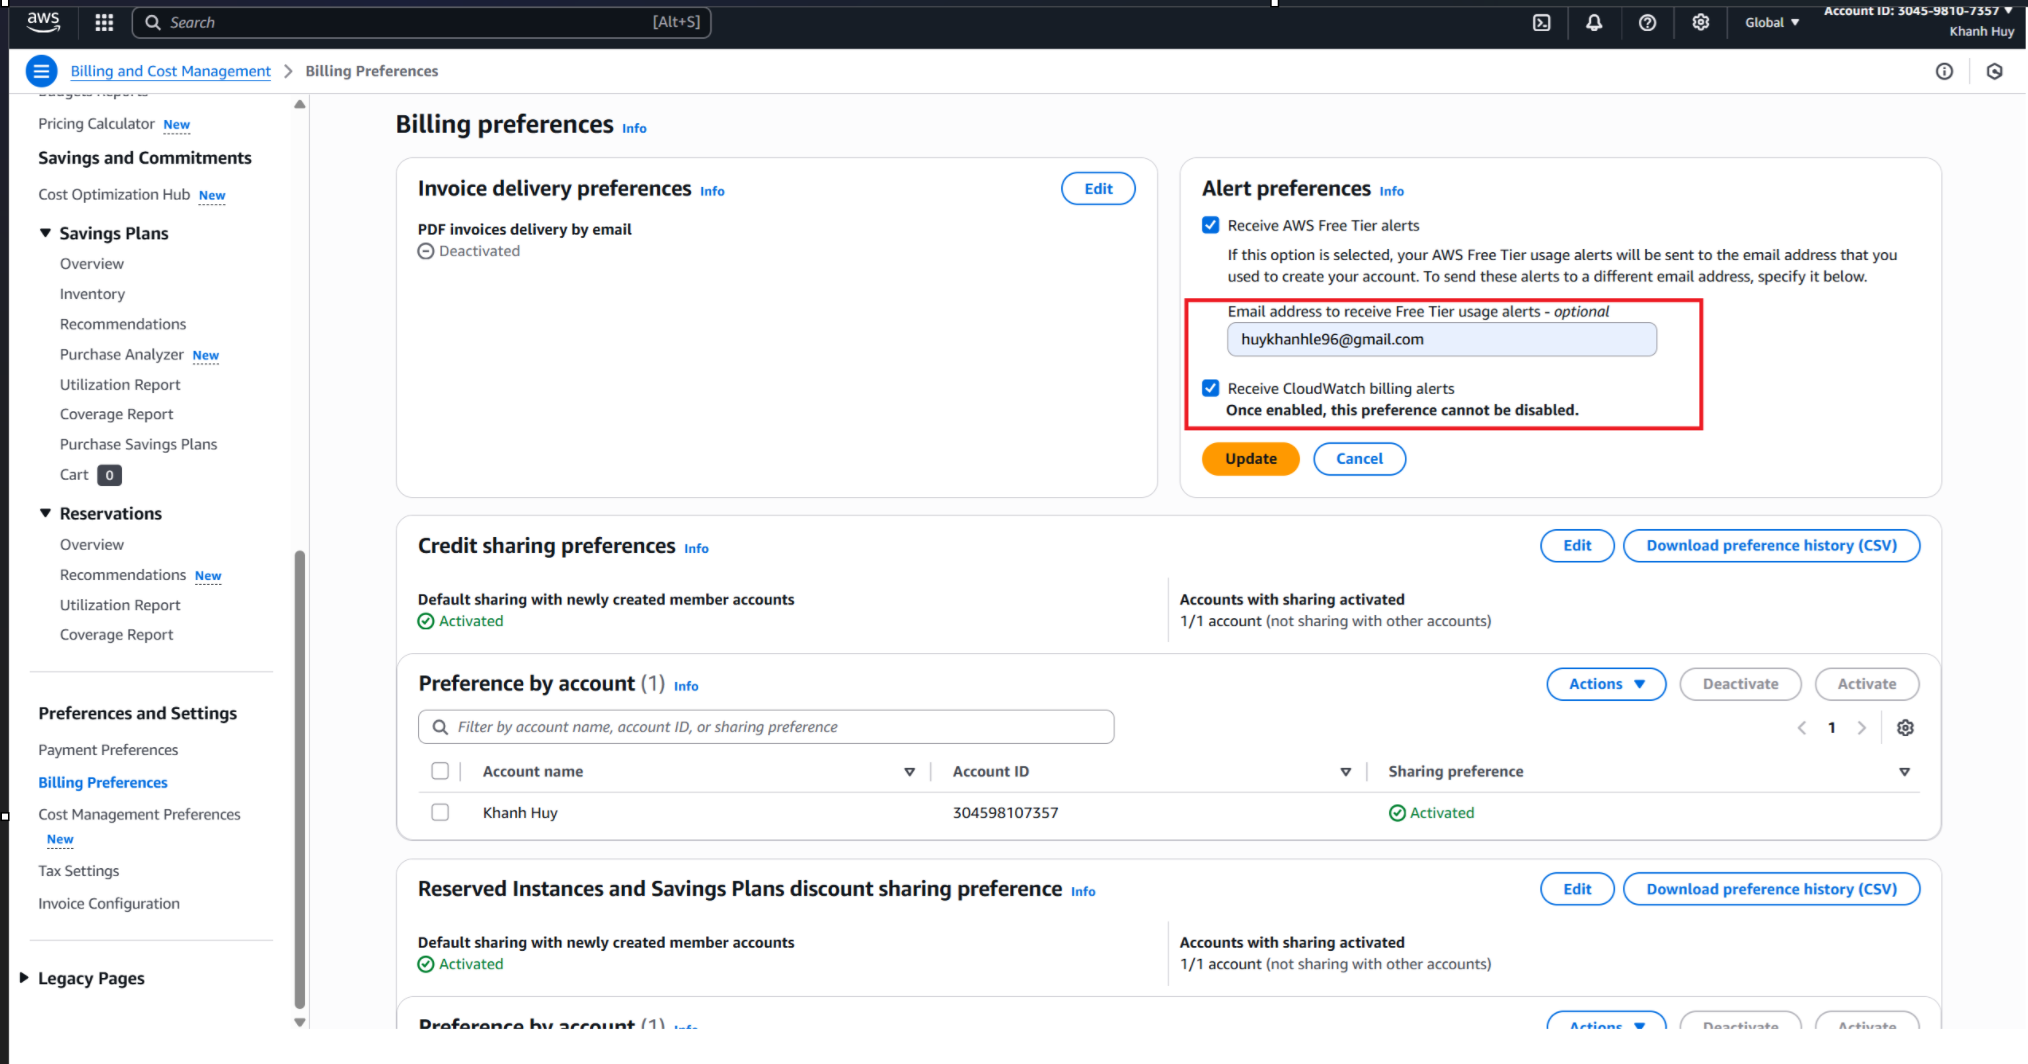 aws
Search
[Alt+S]
Global
Account ID: 3045-9810-7357
Khanh Huy
Billing and Cost Management
Billing Preferences
Budgets Reports
Pricing Calculator New
Savings and Commitments
Cost Optimization Hub New
Savings Plans
Overview
Inventory
Recommendations
Purchase Analyzer New
Utilization Report
Coverage Report
Purchase Savings Plans
Cart 0
Reservations
Overview
Recommendations New
Utilization Report
Coverage Report
Preferences and Settings
Payment Preferences
Billing Preferences
Cost Management Preferences
New
Tax Settings
Invoice Configuration
Legacy Pages
Billing preferences Info
Invoice delivery preferences Info
Edit
PDF invoices delivery by email
Deactivated
Alert preferences Info
Receive AWS Free Tier alerts
If this option is selected, your AWS Free Tier usage alerts will be sent to the email address that you
used to create your account. To send these alerts to a different email address, specify it below.
Email address to receive Free Tier usage alerts - optional
huykhanhle96@gmail.com
Receive CloudWatch billing alerts
Once enabled, this preference cannot be disabled.
Update
Cancel
Credit sharing preferences Info
Edit
Download preference history (CSV)
Default sharing with newly created member accounts
Activated
Accounts with sharing activated
1/1 account (not sharing with other accounts)
Preference by account (1) Info
Actions
Deactivate
Activate
Filter by account name, account ID, or sharing preference
1
Account name
Account ID
Sharing preference
Khanh Huy
304598107357
Activated
Reserved Instances and Savings Plans discount sharing preference Info
Edit
Download preference history (CSV)
Default sharing with newly created member accounts
Activated
Accounts with sharing activated
1/1 account (not sharing with other accounts)
Preference by account (1) Info
Actions
Deactivate
Activate